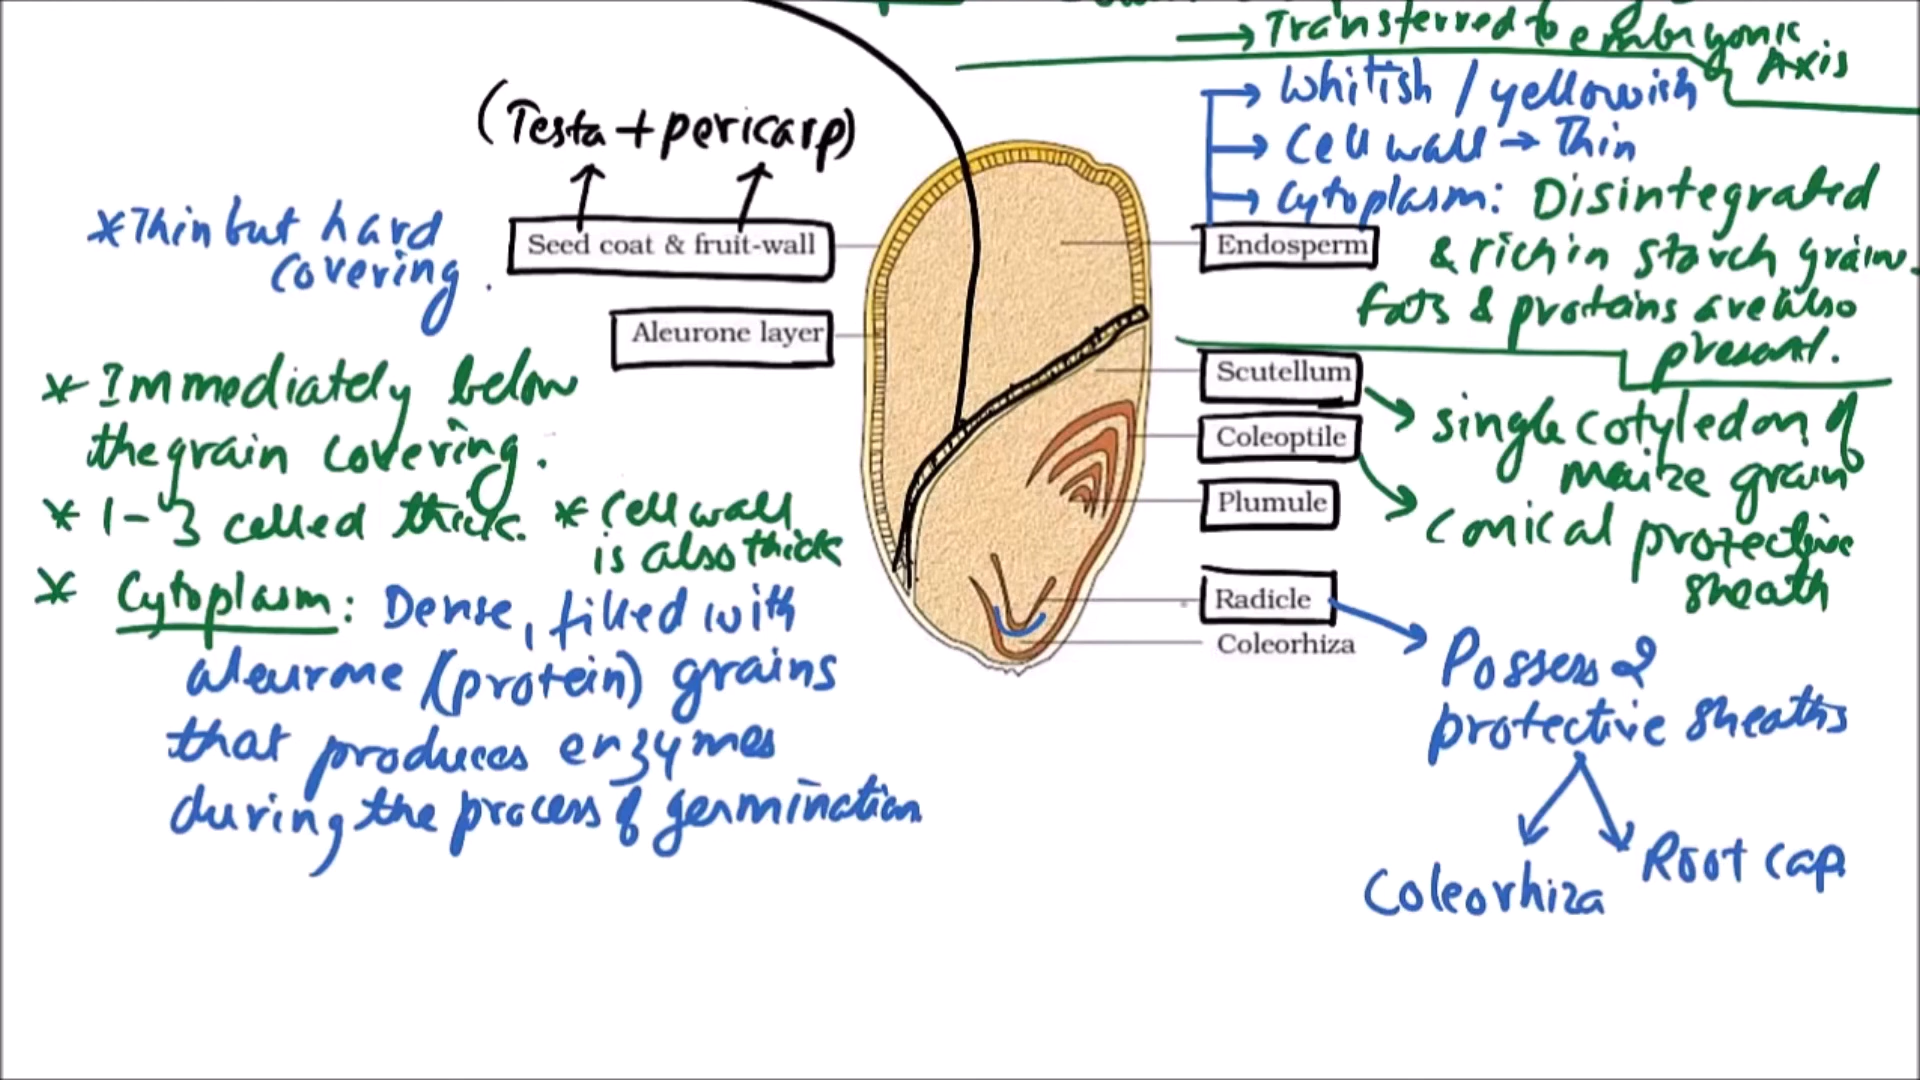 → Transferred to embryonic
Axis
→ Whitish / yellowish
→ Cell wall → Thin
→ Cytoplasm: Disintegrated
& rich in starch grains.
fats & proteins are also
present.
(Testa + pericarp)
* Thin but hard
covering.
Seed coat & fruit-wall
Endosperm
Aleurone layer
* Immediately below
the grain covering.
* 1-3 celled thick. * Cell wall
is also thick
* Cytoplasm: Dense, filled with
aleurone (protein) grains
that produces enzymes
during the process of germination
Scutellum
single cotyledon of
maize grain
Coleoptile
Conical protective
sheath
Plumule
Radicle
Coleorhiza
Possess 2
protective sheaths
Coleorhiza
Root cap